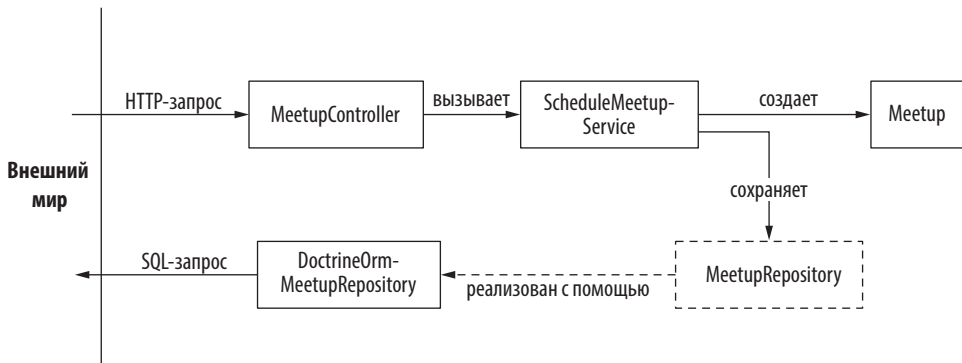 HTTP-запрос
MeetupController
вызывает
ScheduleMeetup-
Service
создает
Meetup
Внешний
мир
сохраняет
SQL-запрос
DoctrineOrm-
MeetupRepository
реализован с помощью
MeetupRepository